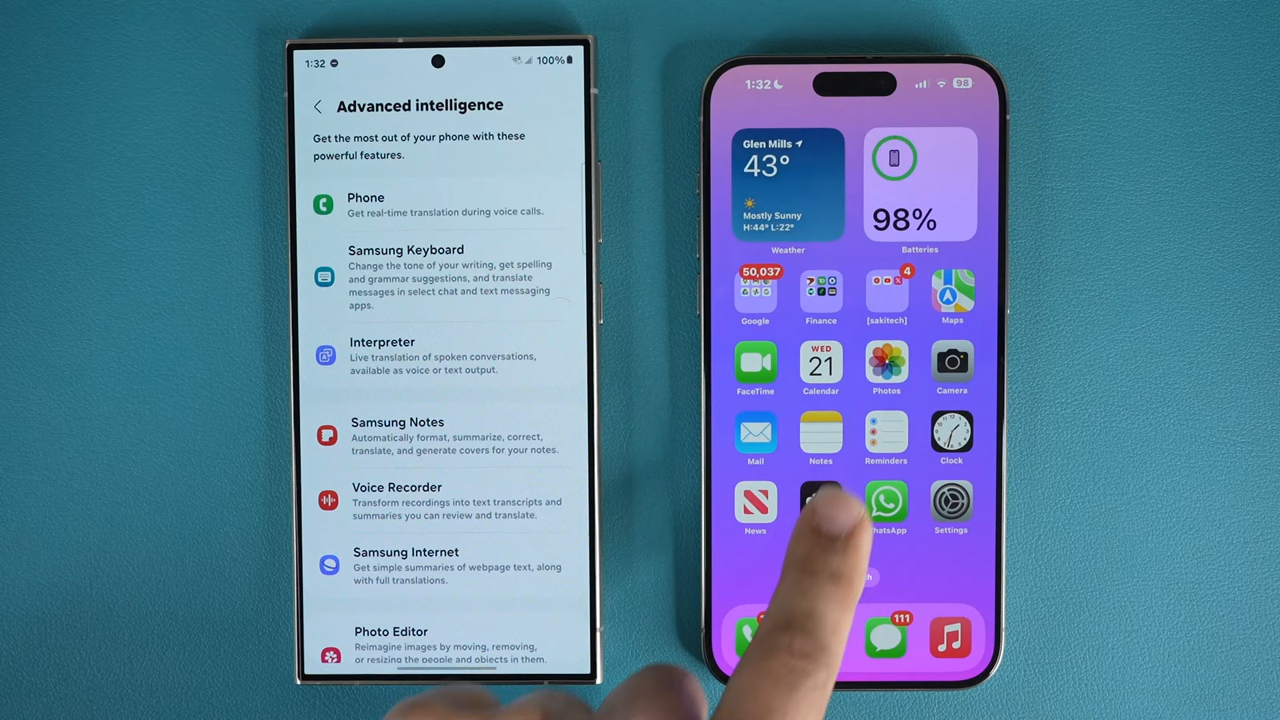 1:32
100%
Advanced intelligence
Get the most out of your phone with these
powerful features.
Phone
Get real-time translation during voice calls.
Samsung Keyboard
Change the tone of your writing, get spelling
and grammar suggestions, and translate
messages in select chat and text messaging
apps.
Interpreter
Live translation of spoken conversations,
available as voice or text output.
Samsung Notes
Automatically format, summarize, correct,
translate, and generate covers for your notes.
Voice Recorder
Transform recordings into text transcripts and
summaries you can review and translate.
Samsung Internet
Get simple summaries of webpage text, along
with full translations.
Photo Editor
Reimagine images by moving, removing,
or resizing the people and objects in them.
1:32
98
Glen Mills
43°
Mostly Sunny
H:44° L:22°
Weather
98%
Batteries
50,037
4
Google
Finance
[sakitech]
Maps
WED
21
FaceTime
Calendar
Photos
Camera
Mail
Notes
Reminders
Clock
News
hatsApp
Settings
111